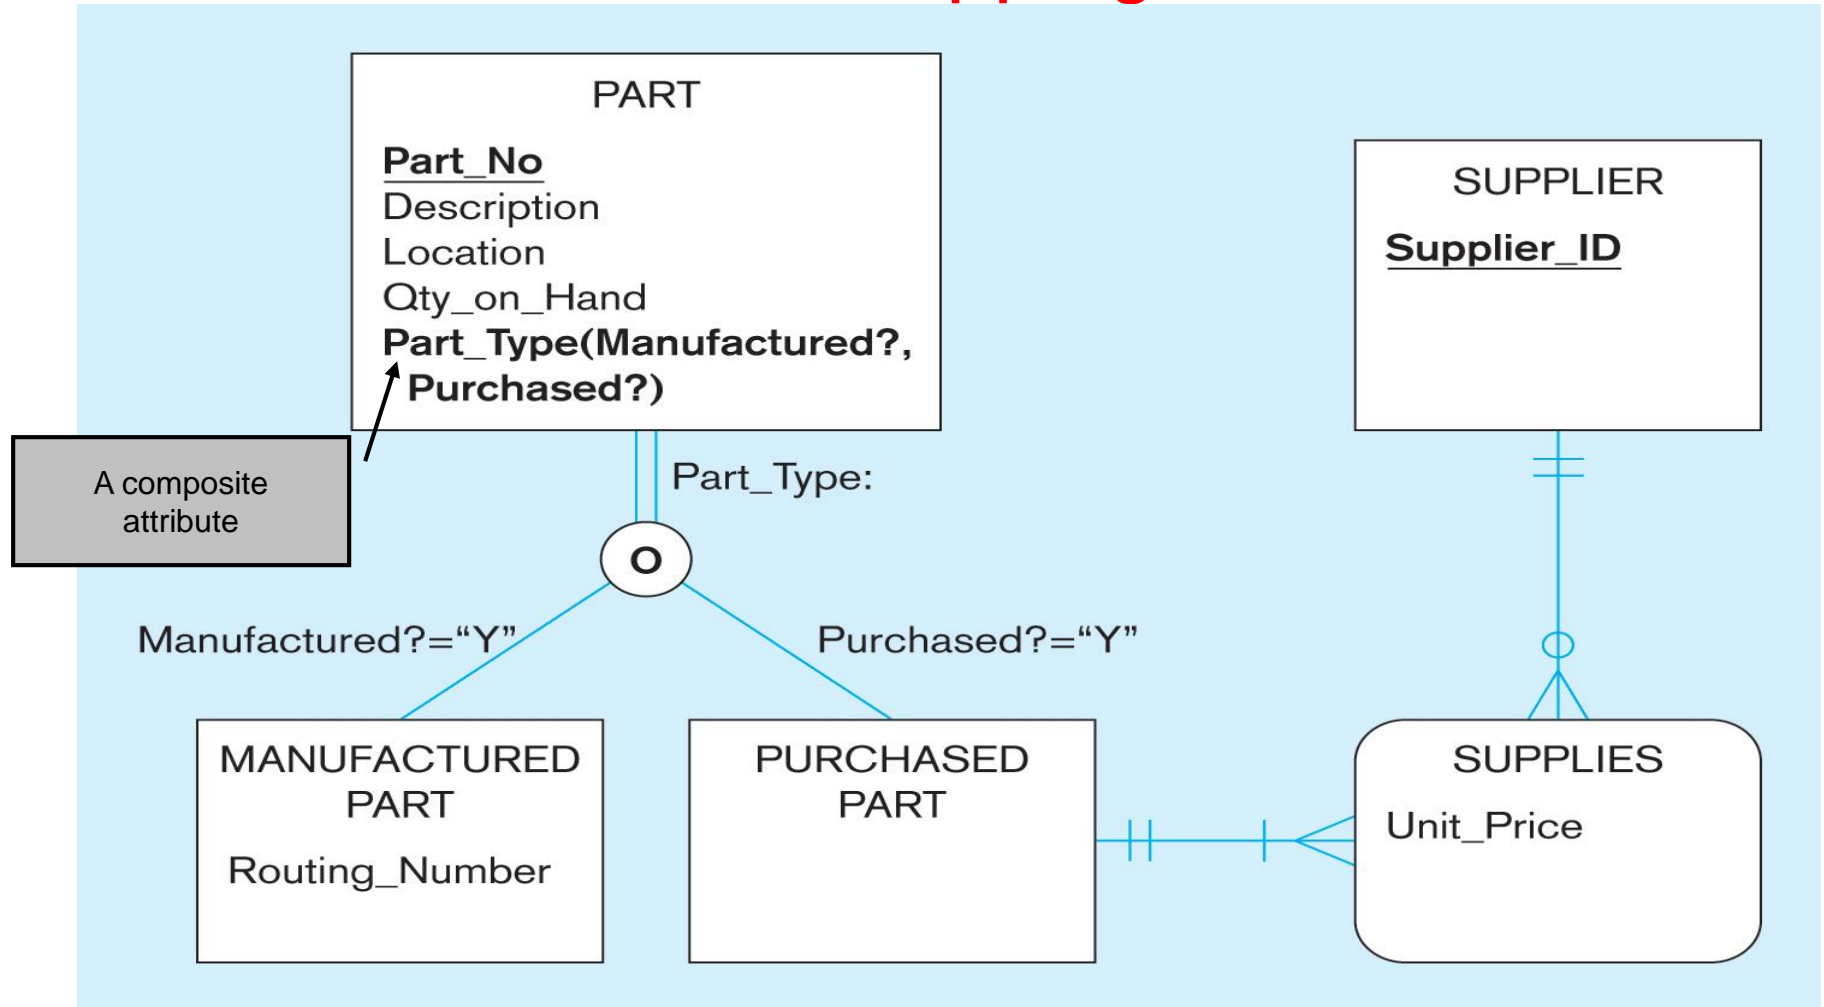 PART
Part_No
Description
Location
Qty_on_Hand
Part_Type(Manufactured?,
Purchased?)
A composite
attribute
Part_Type:
O
Manufactured?=“Y”
Purchased?=“Y”
MANUFACTURED
PART
Routing_Number
PURCHASED
PART
SUPPLIER
Supplier_ID
SUPPLIES
Unit_Price